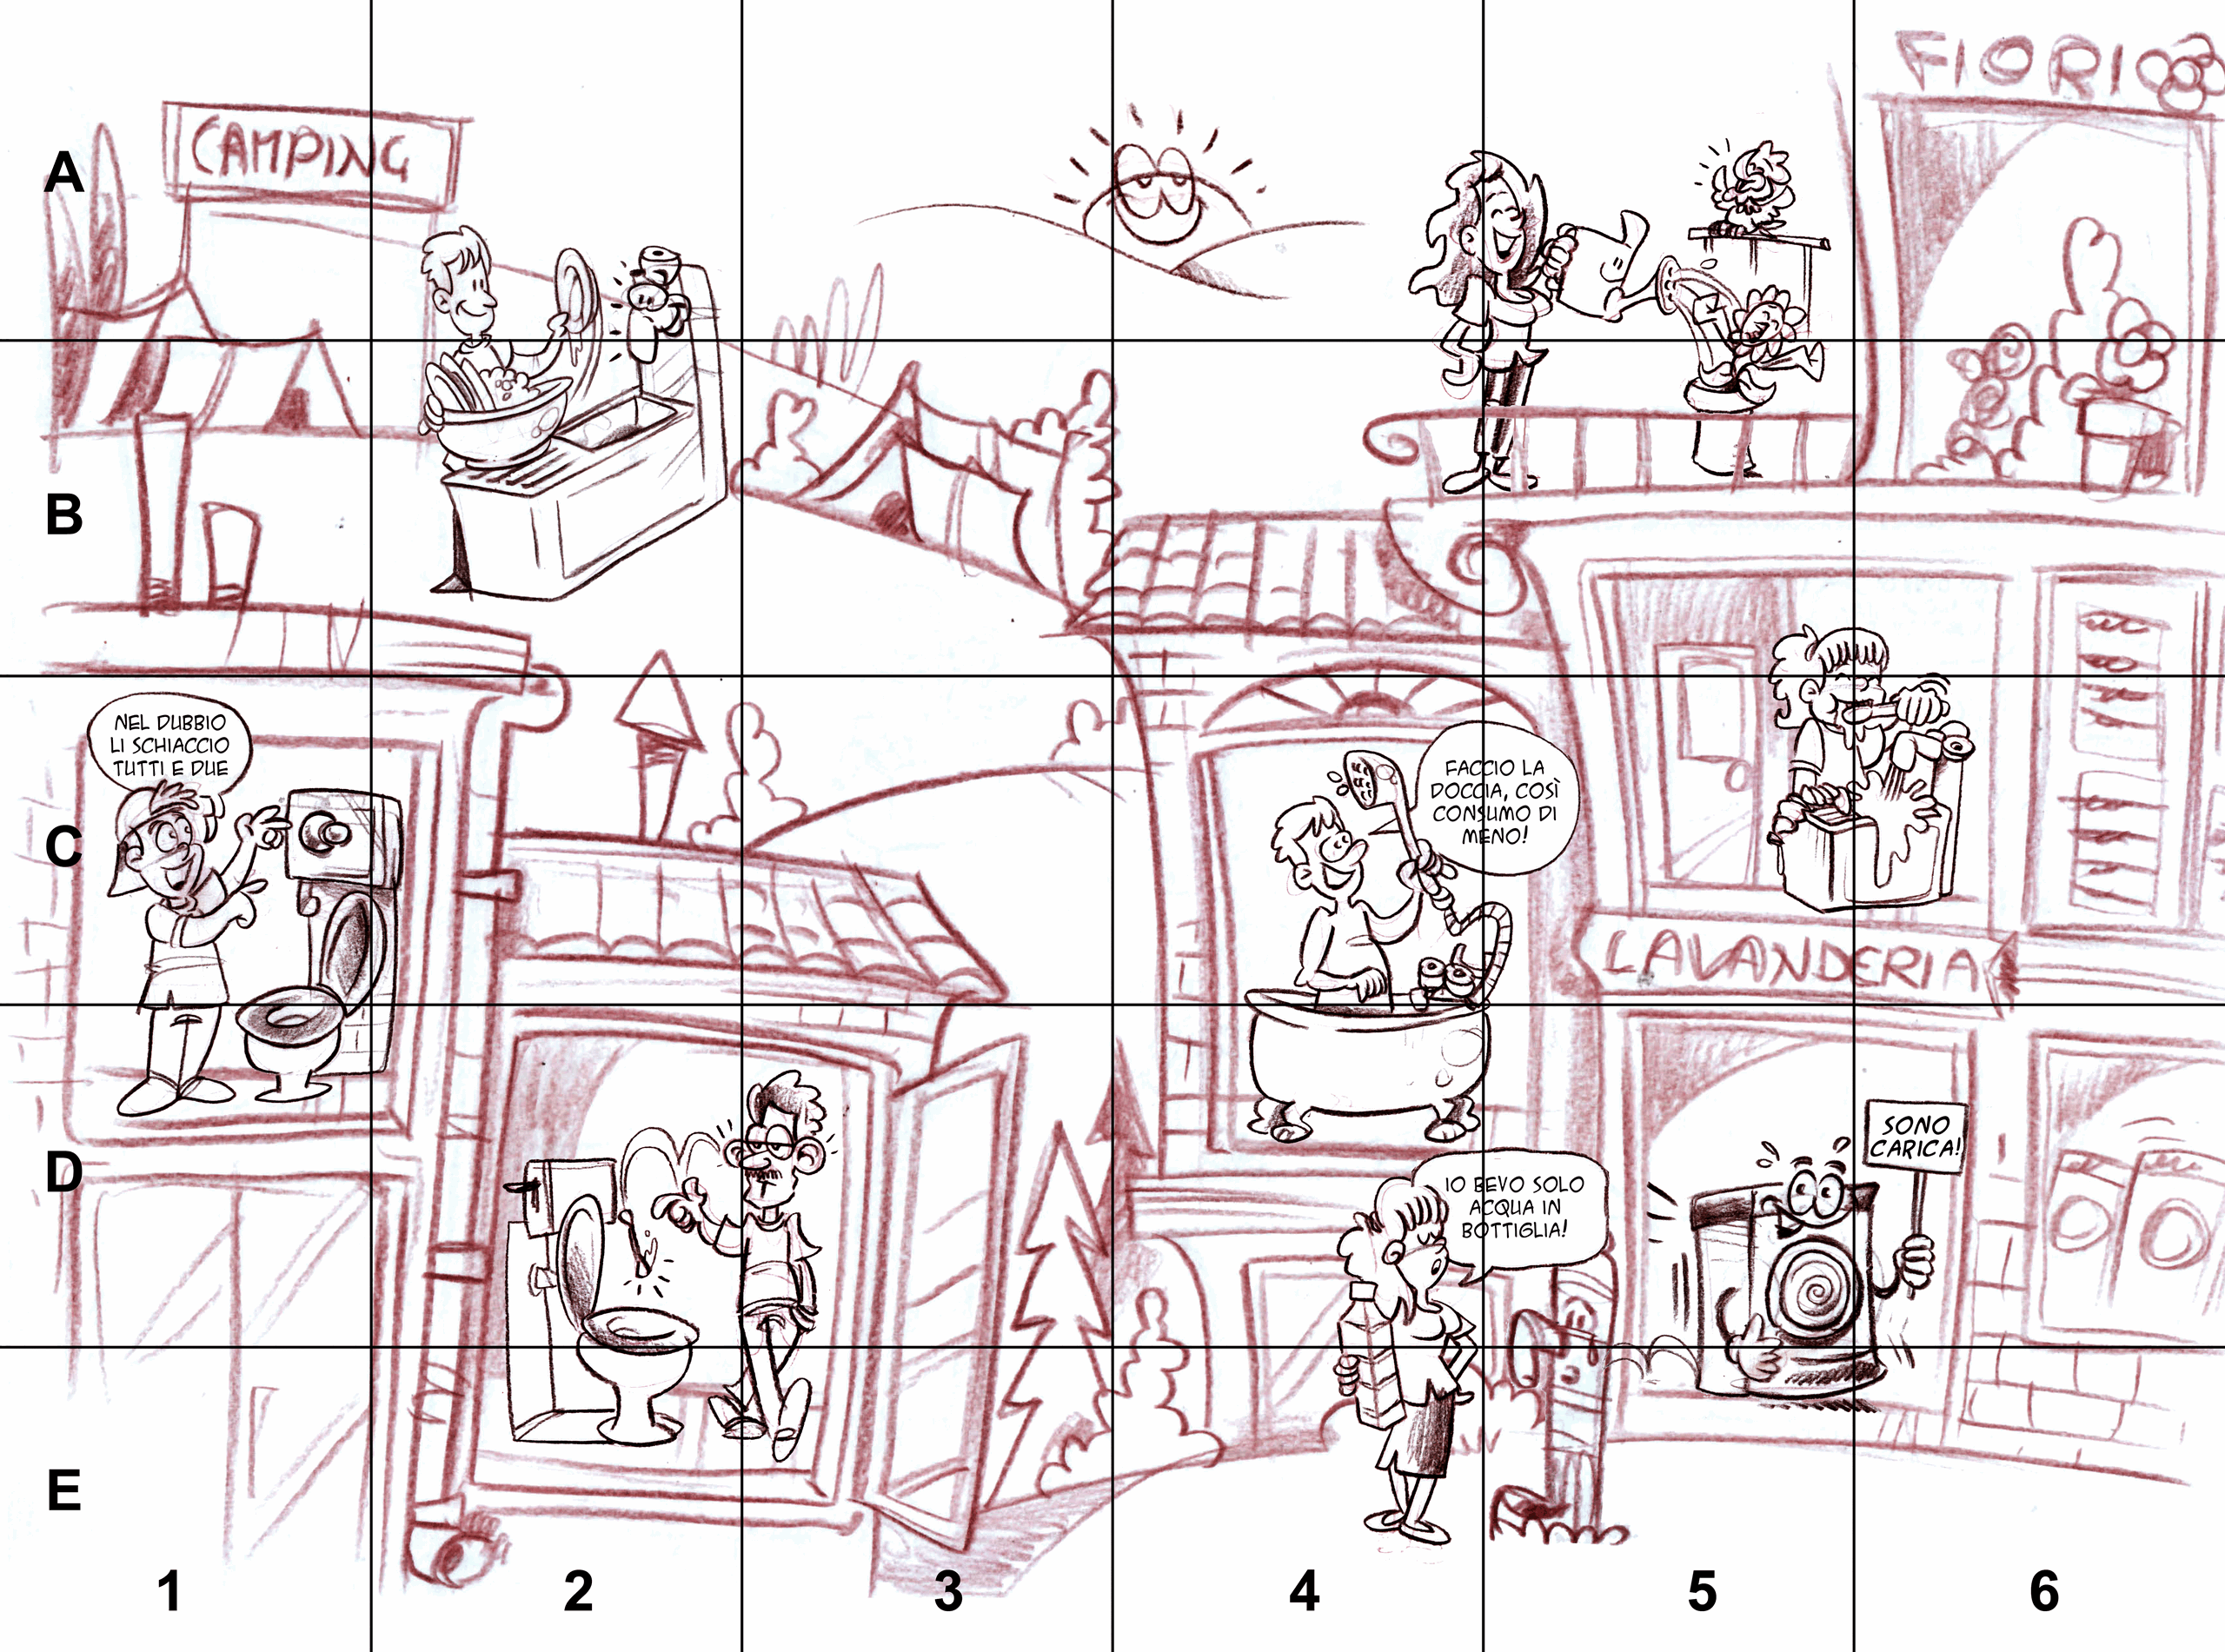 FIORI
CAMPING
A
B
NEL DUBBIO
LI SCHIACCIO
TUTTI E DUE
FACCIO LA
DOCCIA, COSÌ
CONSUMO DI
MENO!
C
LAVANDERIA
SONO
CARICA!
D
IO BEVO SOLO
ACQUA IN
BOTTIGLIA!
E
1 2 3 4 5 6